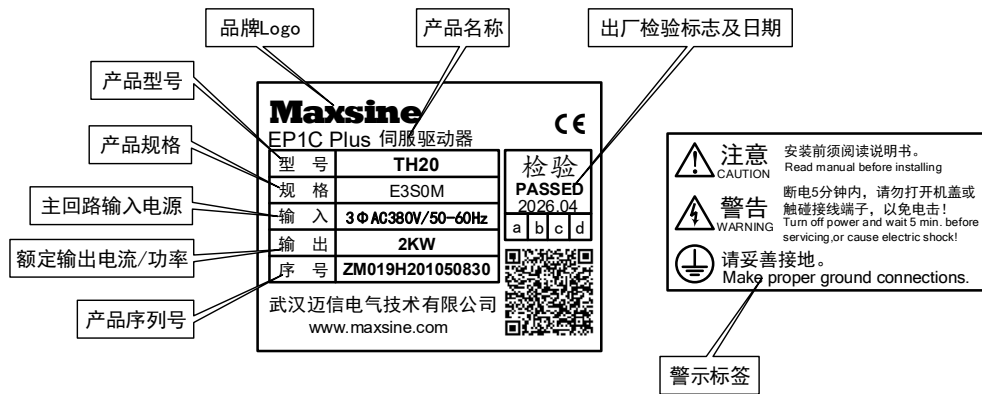 品牌Logo
产品名称
出厂检验标志及日期
产品型号
产品规格
主回路输入电源
额定输出电流/功率
产品序列号
Maxsine
CE
EP1C Plus 伺服驱动器
型 号 TH20
规 格 E3S0M
输 入 3ΦAC380V/50-60Hz
输 出 2KW
序 号 ZM019H201050830
检验
PASSED
2026.04
a b c d
武汉迈信电气技术有限公司
www.maxsine.com
注意
CAUTION
安装前须阅读说明书。
Read manual before installing
警告
WARNING
断电5分钟内，请勿打开机盖或
触碰接线端子，以免电击！
Turn off power and wait 5 min. before
servicing,or cause electric shock!
请妥善接地。
Make proper ground connections.
警示标签